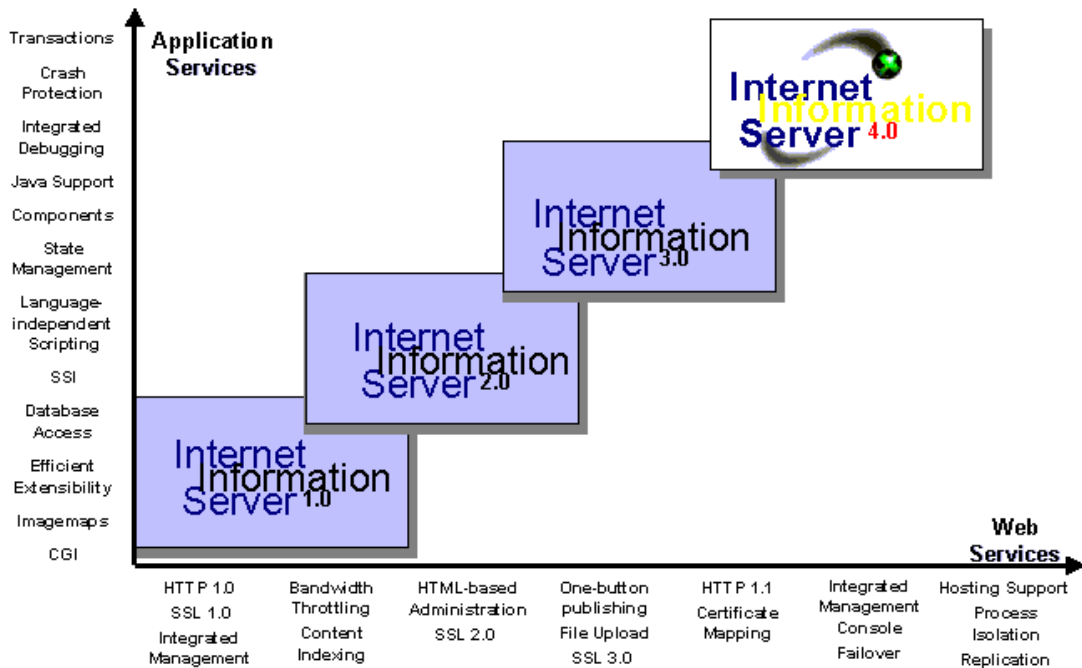 Transactions
Crash
Protection
Integrated
Debugging
Java Support
Components
State
Management
Language-
independent
Scripting
SSI
Database
Access
Efficient
Extensibility
Imagemaps
CGI
Application
Services
Internet
Information
Server 4.0
Internet
Information
Server 3.0
Internet
Information
Server 2.0
Internet
Information
Server 1.0
Web
Services
HTTP 1.0
SSL 1.0
Integrated
Management
Bandwidth
Throttling
Content
Indexing
HTML-based
Administration
SSL 2.0
One-button
publishing
File Upload
SSL 3.0
HTTP 1.1
Certificate
Mapping
Integrated
Management
Console
Failover
Hosting Support
Process
Isolation
Replication